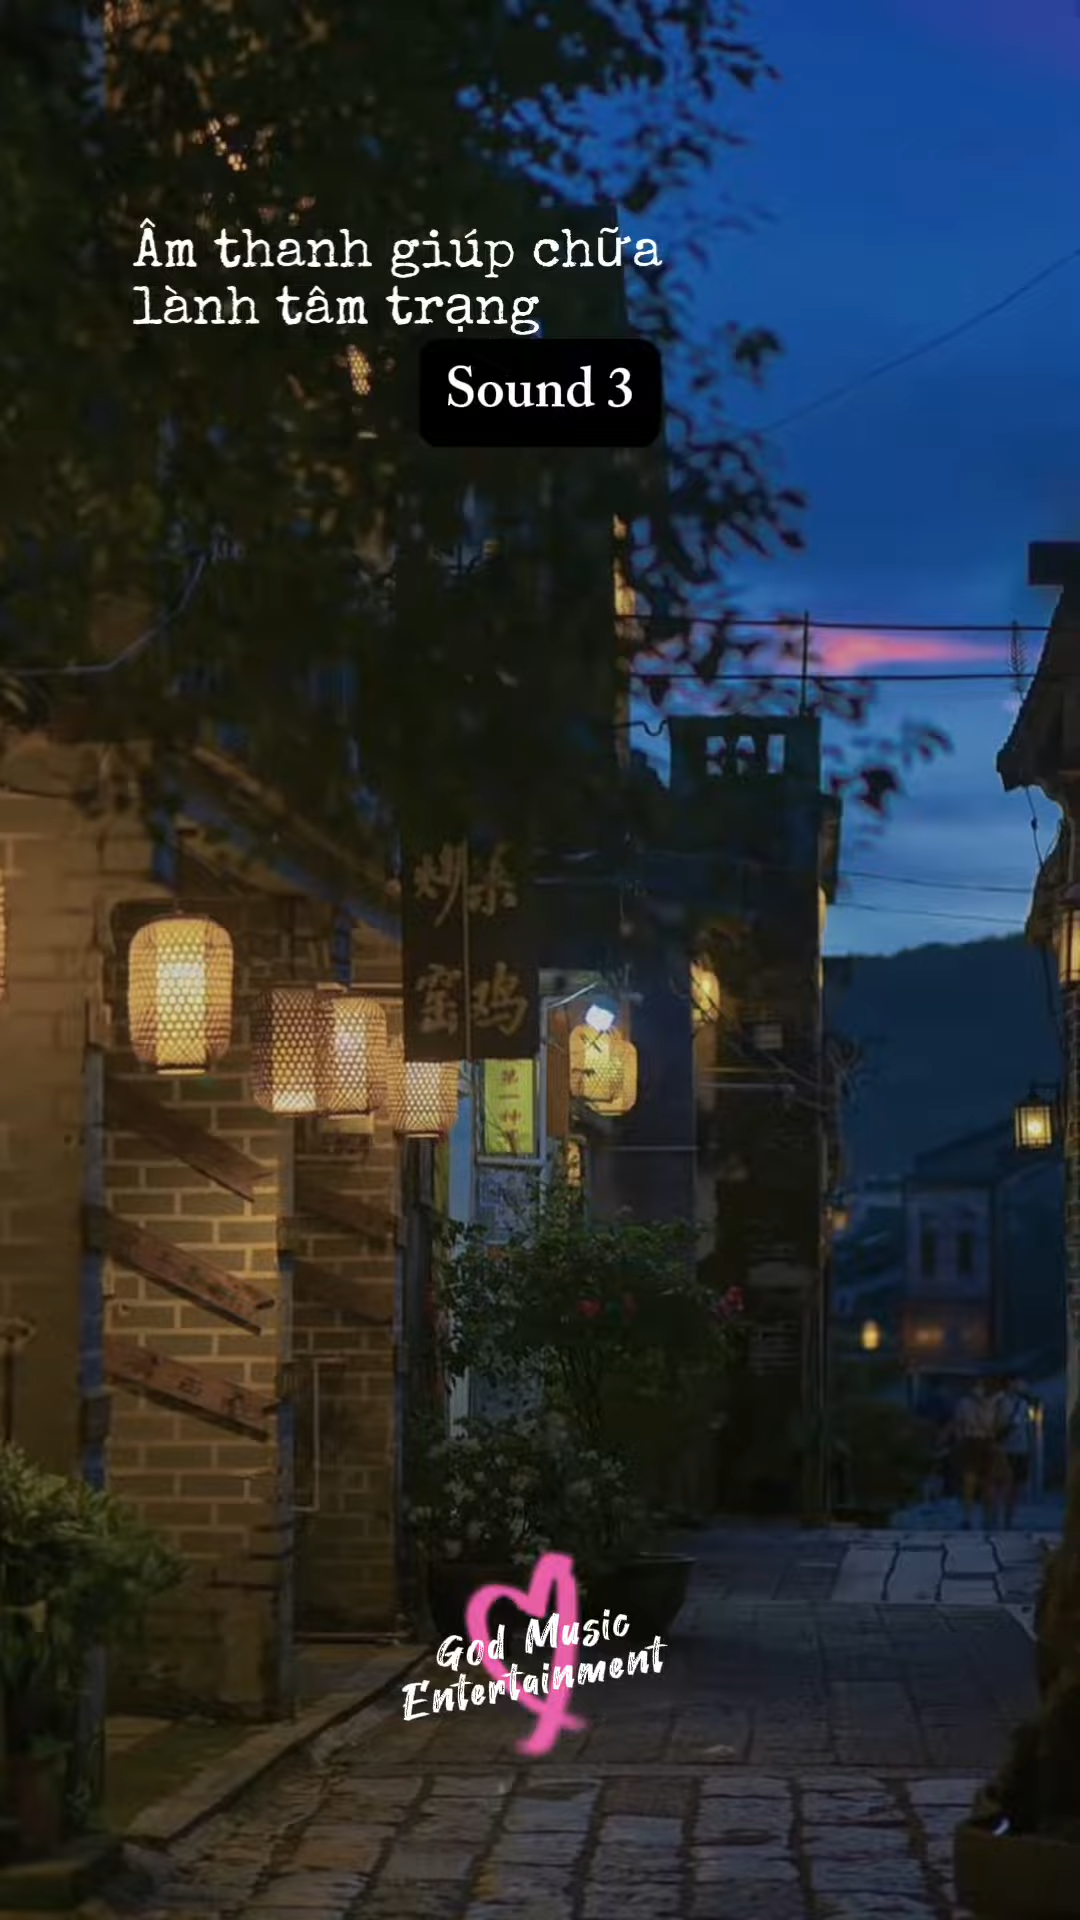 Âm thanh giúp chữa
lành tâm trạng
Sound 3
God Music
Entertainment